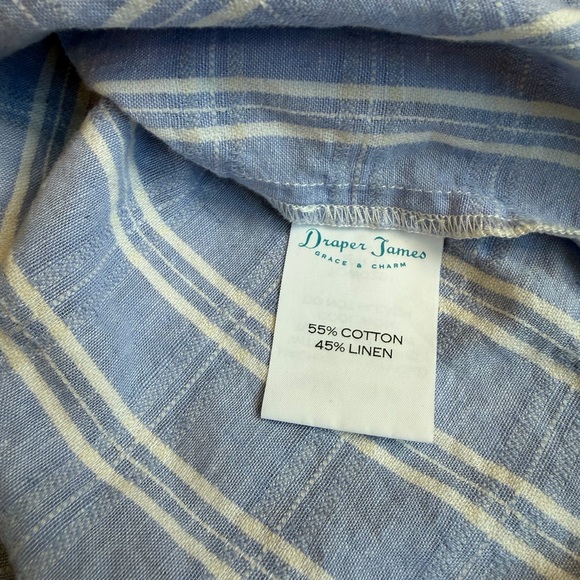 Draper James
GRACE & CHARM
55% COTTON
45% LINEN